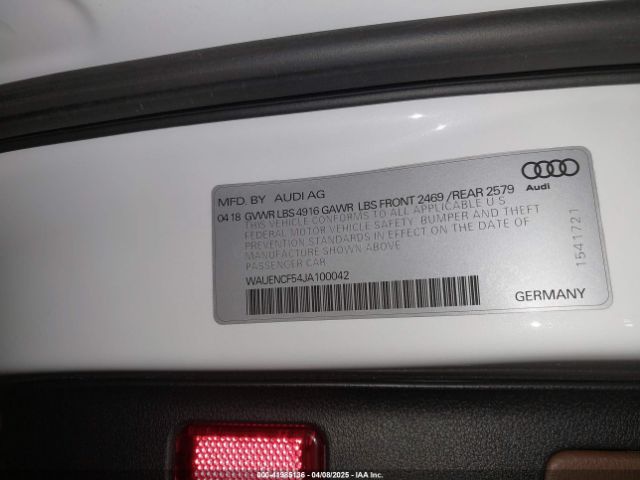 MFD. BY AUDI AG
04 18 GVWR LBS 4916 GAWR LBS FRONT 2469 / REAR 2579
THIS VEHICLE CONFORMS TO ALL APPLICABLE U S
FEDERAL MOTOR VEHICLE SAFETY, BUMPER AND THEFT
PREVENTION STANDARDS IN EFFECT ON THE DATE OF
MANUFACTURE SHOWN ABOVE
PASSENGER CAR
WAUENCF54JA100042
Audi
1541721
GERMANY
Stock: 41985136 - 04/08/2025 - IAA Inc.